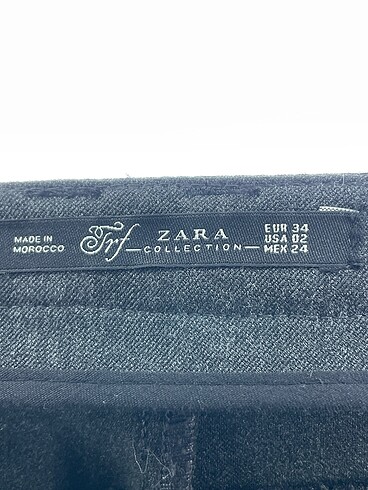 MADE IN
MOROCCO
Trf
ZARA
COLLECTION
EUR 34
USA 02
MEX 24